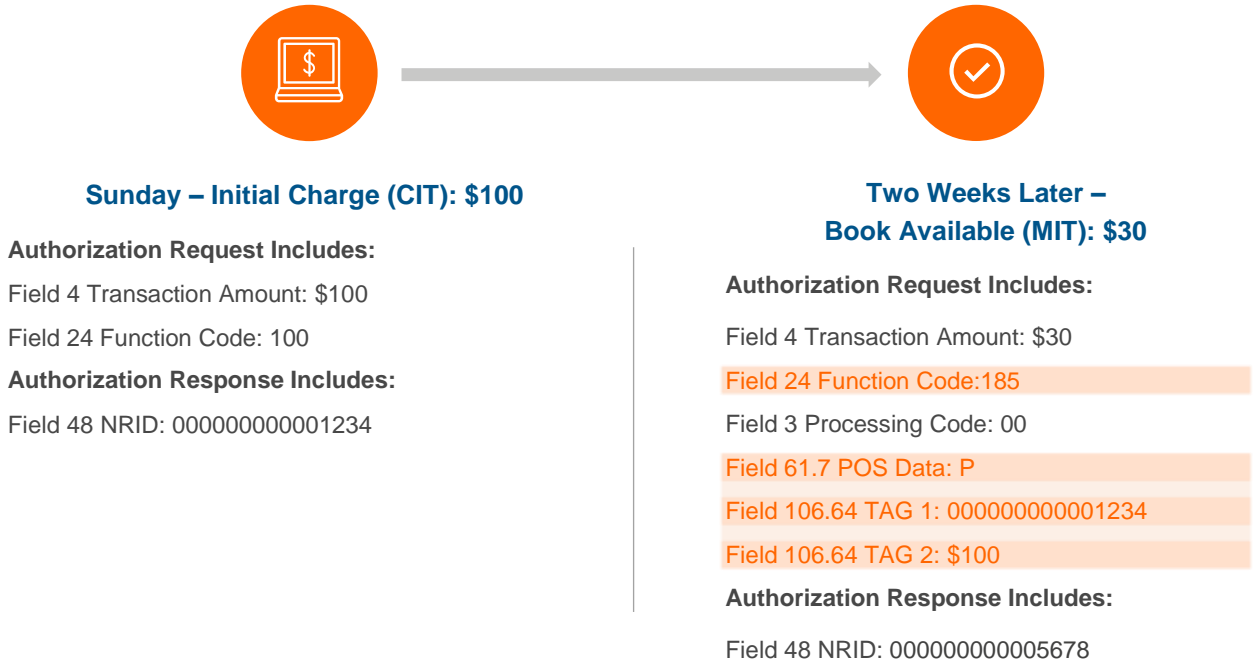 $
Sunday – Initial Charge (CIT): $100
Authorization Request Includes:
Field 4 Transaction Amount: $100
Field 24 Function Code: 100
Authorization Response Includes:
Field 48 NRID: 000000000001234
Two Weeks Later –
Book Available (MIT): $30
Authorization Request Includes:
Field 4 Transaction Amount: $30
Field 24 Function Code:185
Field 3 Processing Code: 00
Field 61.7 POS Data: P
Field 106.64 TAG 1: 000000000001234
Field 106.64 TAG 2: $100
Authorization Response Includes:
Field 48 NRID: 000000000005678